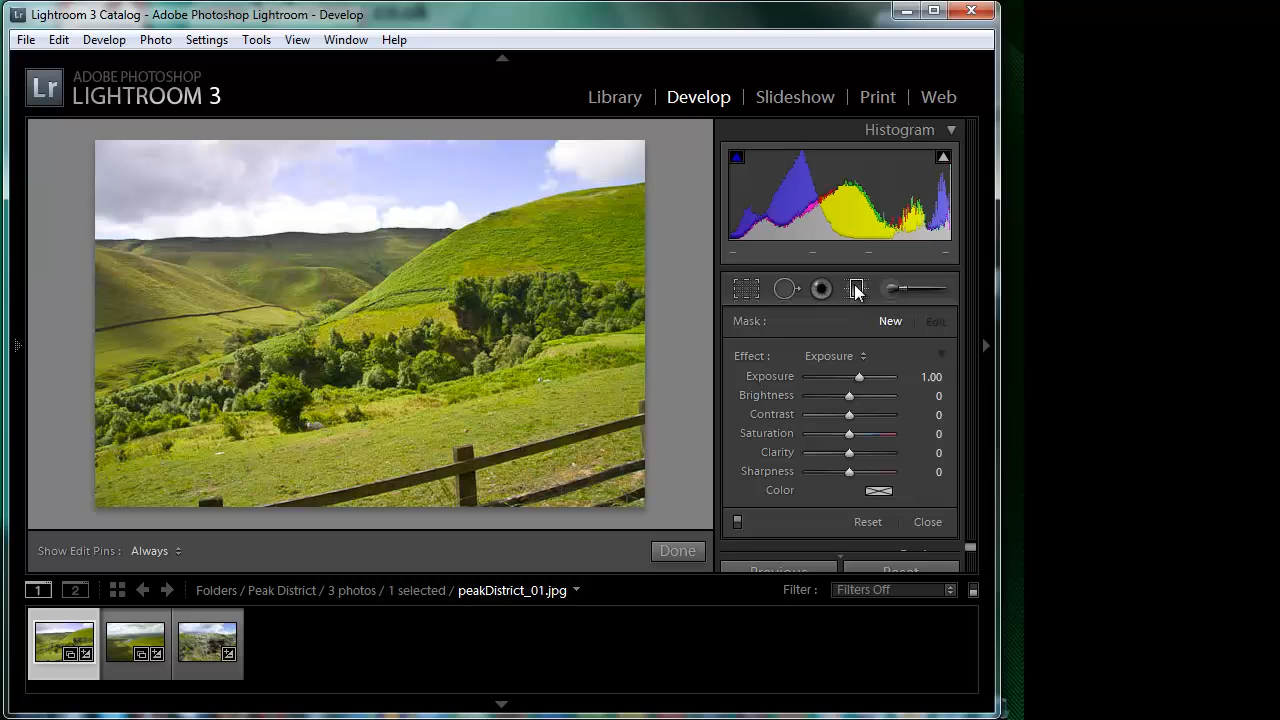 Lightroom 3 Catalog - Adobe Photoshop Lightroom - Develop
File Edit Develop Photo Settings Tools View Window Help
Lr
ADOBE PHOTOSHOP
LIGHTROOM 3
Library | Develop | Slideshow | Print | Web
Histogram
Mask : New Edit
Effect : Exposure
Exposure 1.00
Brightness 0
Contrast 0
Saturation 0
Clarity 0
Sharpness 0
Color
Reset Close
Show Edit Pins : Always
Done
Previous Reset
1 2 Folders / Peak District / 3 photos / 1 selected / peakDistrict_01.jpg
Filter : Filters Off